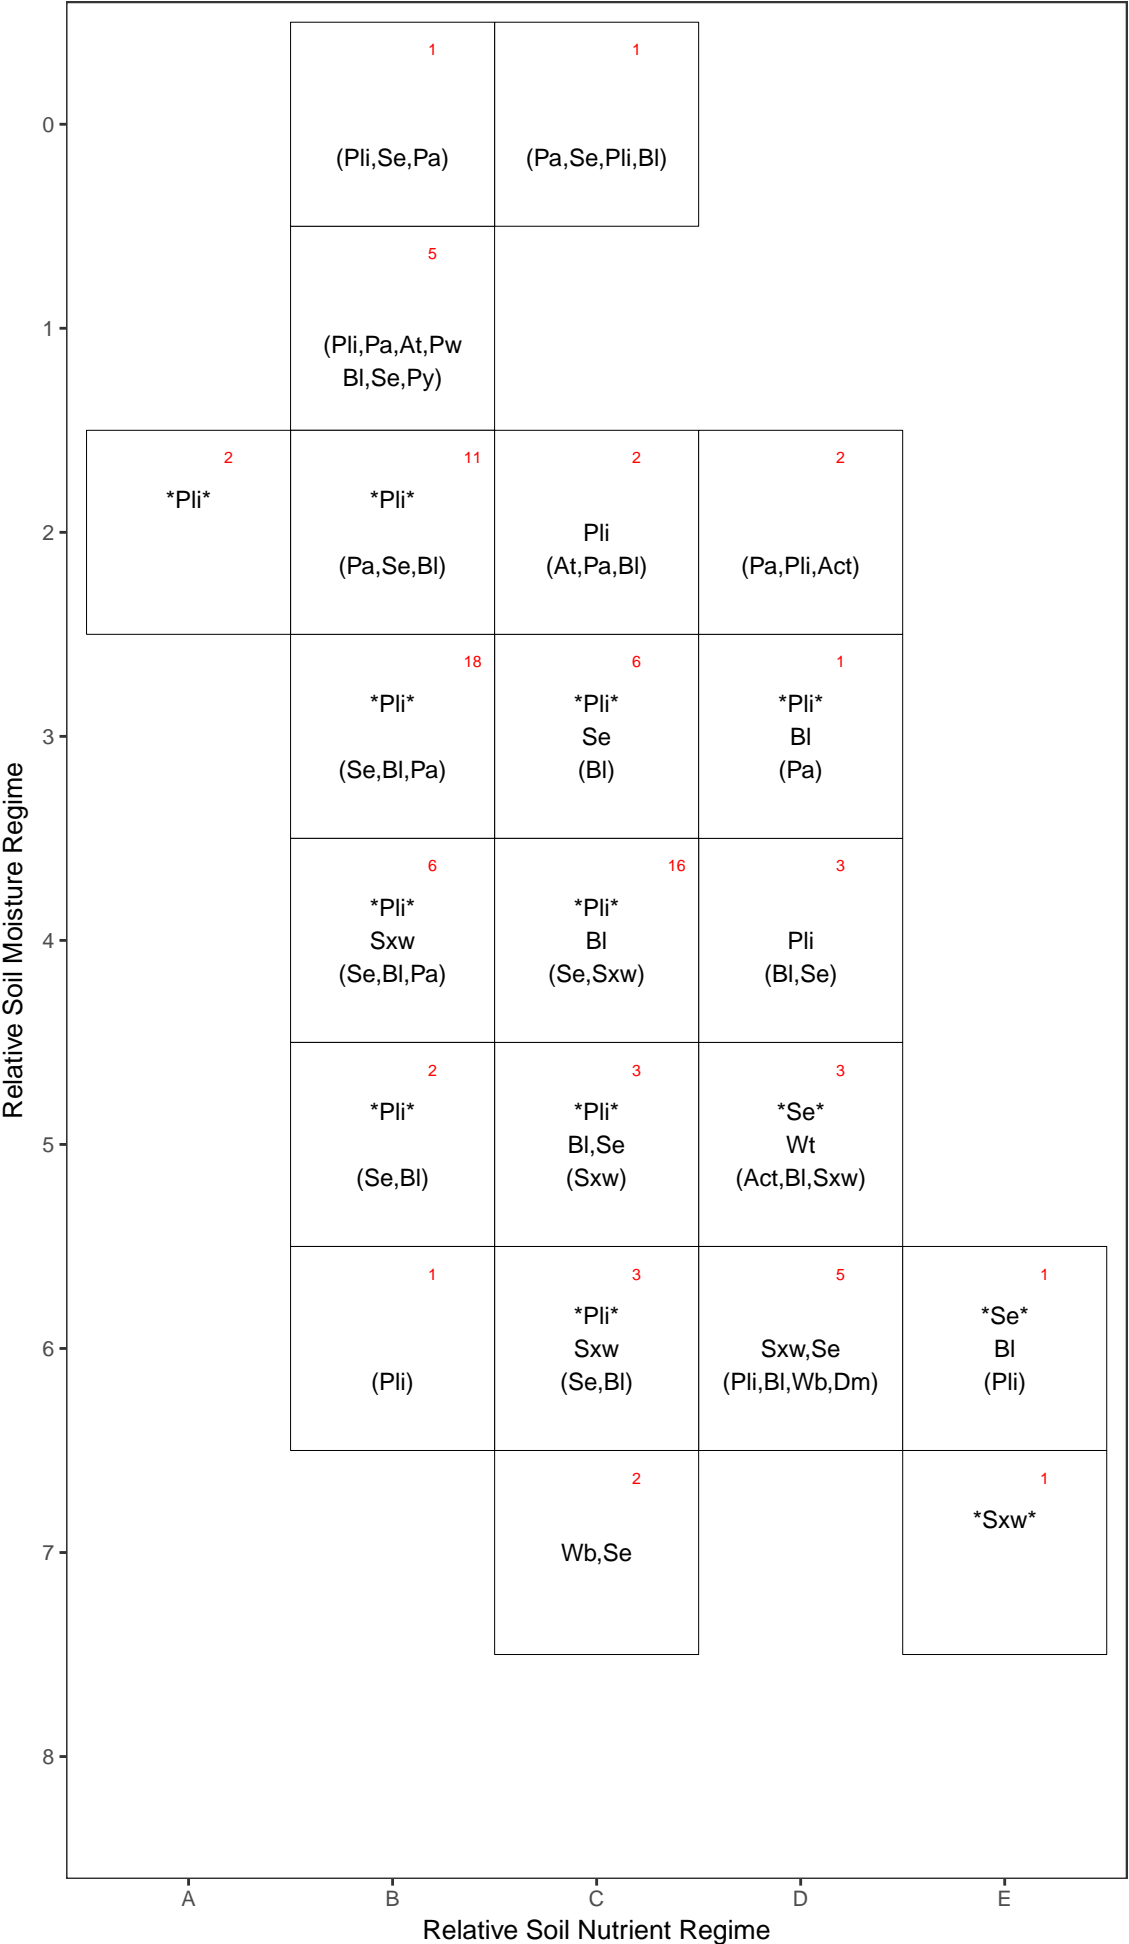 1
1
0
(Pli,Se,Pa)
(Pa,Se,Pli,Bl)
5
1
(Pli,Pa,At,Pw
Bl,Se,Py)
2
11
2
2
*Pli*
*Pli*
2
Pli
(Pa,Se,Bl)
(At,Pa,Bl)
(Pa,Pli,Act)
18
6
1
*Pli*
*Pli*
*Pli*
3
Se
Bl
(Se,Bl,Pa)
(Bl)
(Pa)
6
16
3
*Pli*
*Pli*
4
Sxw
Bl
Pli
(Se,Bl,Pa)
(Se,Sxw)
(Bl,Se)
2
3
3
*Pli*
*Pli*
*Se*
5
Bl,Se
Wt
(Se,Bl)
(Sxw)
(Act,Bl,Sxw)
1
3
5
1
*Pli*
*Se*
6
Sxw
Sxw,Se
Bl
(Pli)
(Se,Bl)
(Pli,Bl,Wb,Dm)
(Pli)
2
1
*Sxw*
7
Wb,Se
8
A
B
C
D
E
Relative Soil Nutrient Regime
Relative Soil Moisture Regime